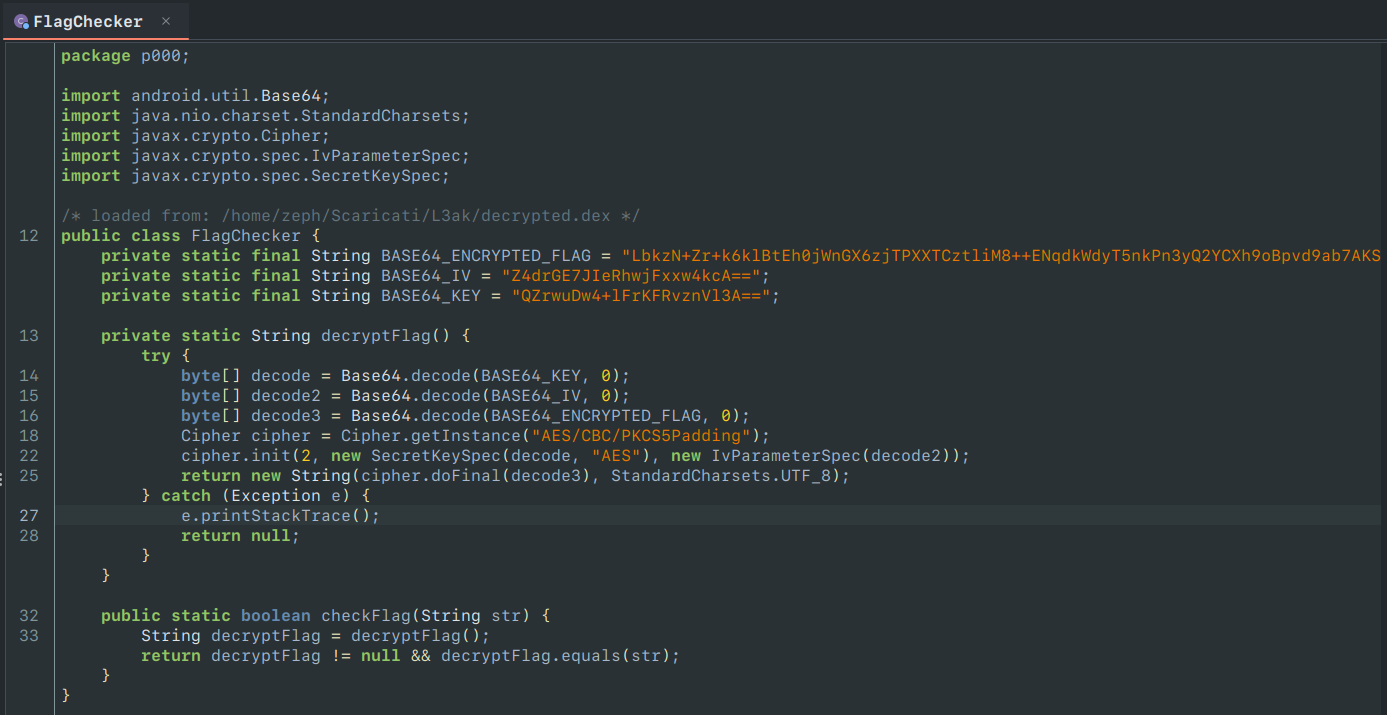 FlagChecker ×
package p000;
import android.util.Base64;
import java.nio.charset.StandardCharsets;
import javax.crypto.Cipher;
import javax.crypto.spec.IvParameterSpec;
import javax.crypto.spec.SecretKeySpec;
/* loaded from: /home/zeph/Scaricati/L3ak/decrypted.dex */
12 public class FlagChecker {
    private static final String BASE64_ENCRYPTED_FLAG = "LbkzN+Zr+k6klBtEh0jWnGX6zjTPXXTCztliM8++ENqdkWdyT5nkPn3yQ2YCXh9oBpvd9ab7AKS
    private static final String BASE64_IV = "Z4drGE7JIeRhwjFxxw4kcA==";
    private static final String BASE64_KEY = "QZrwuDw4+lFrKFRvznVl3A==";
13     private static String decryptFlag() {
        try {
14             byte[] decode = Base64.decode(BASE64_KEY, 0);
15             byte[] decode2 = Base64.decode(BASE64_IV, 0);
16             byte[] decode3 = Base64.decode(BASE64_ENCRYPTED_FLAG, 0);
18             Cipher cipher = Cipher.getInstance("AES/CBC/PKCS5Padding");
22             cipher.init(2, new SecretKeySpec(decode, "AES"), new IvParameterSpec(decode2));
25             return new String(cipher.doFinal(decode3), StandardCharsets.UTF_8);
        } catch (Exception e) {
27             e.printStackTrace();
28             return null;
        }
    }
32     public static boolean checkFlag(String str) {
33         String decryptFlag = decryptFlag();
        return decryptFlag != null && decryptFlag.equals(str);
    }
}